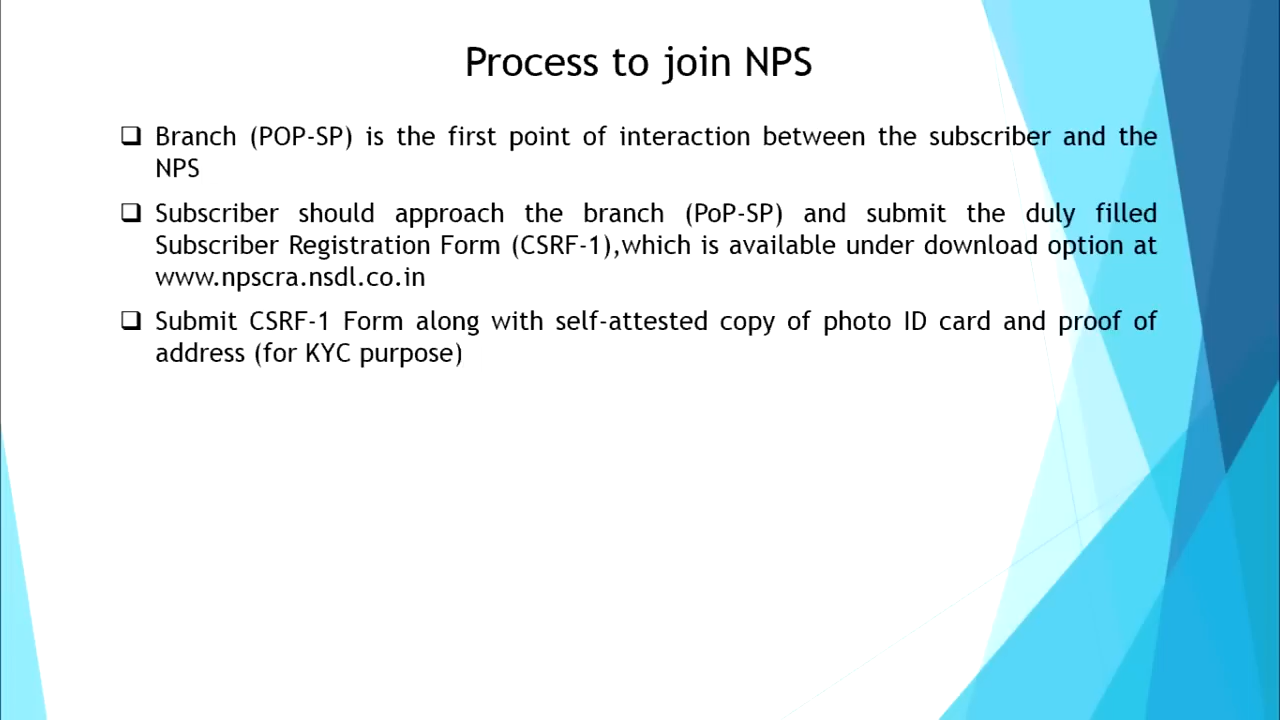 Process to join NPS
❑ Branch (POP-SP) is the first point of interaction between the subscriber and the
NPS
❑ Subscriber should approach the branch (PoP-SP) and submit the duly filled
Subscriber Registration Form (CSRF-1),which is available under download option at
www.npscra.nsdl.co.in
❑ Submit CSRF-1 Form along with self-attested copy of photo ID card and proof of
address (for KYC purpose)